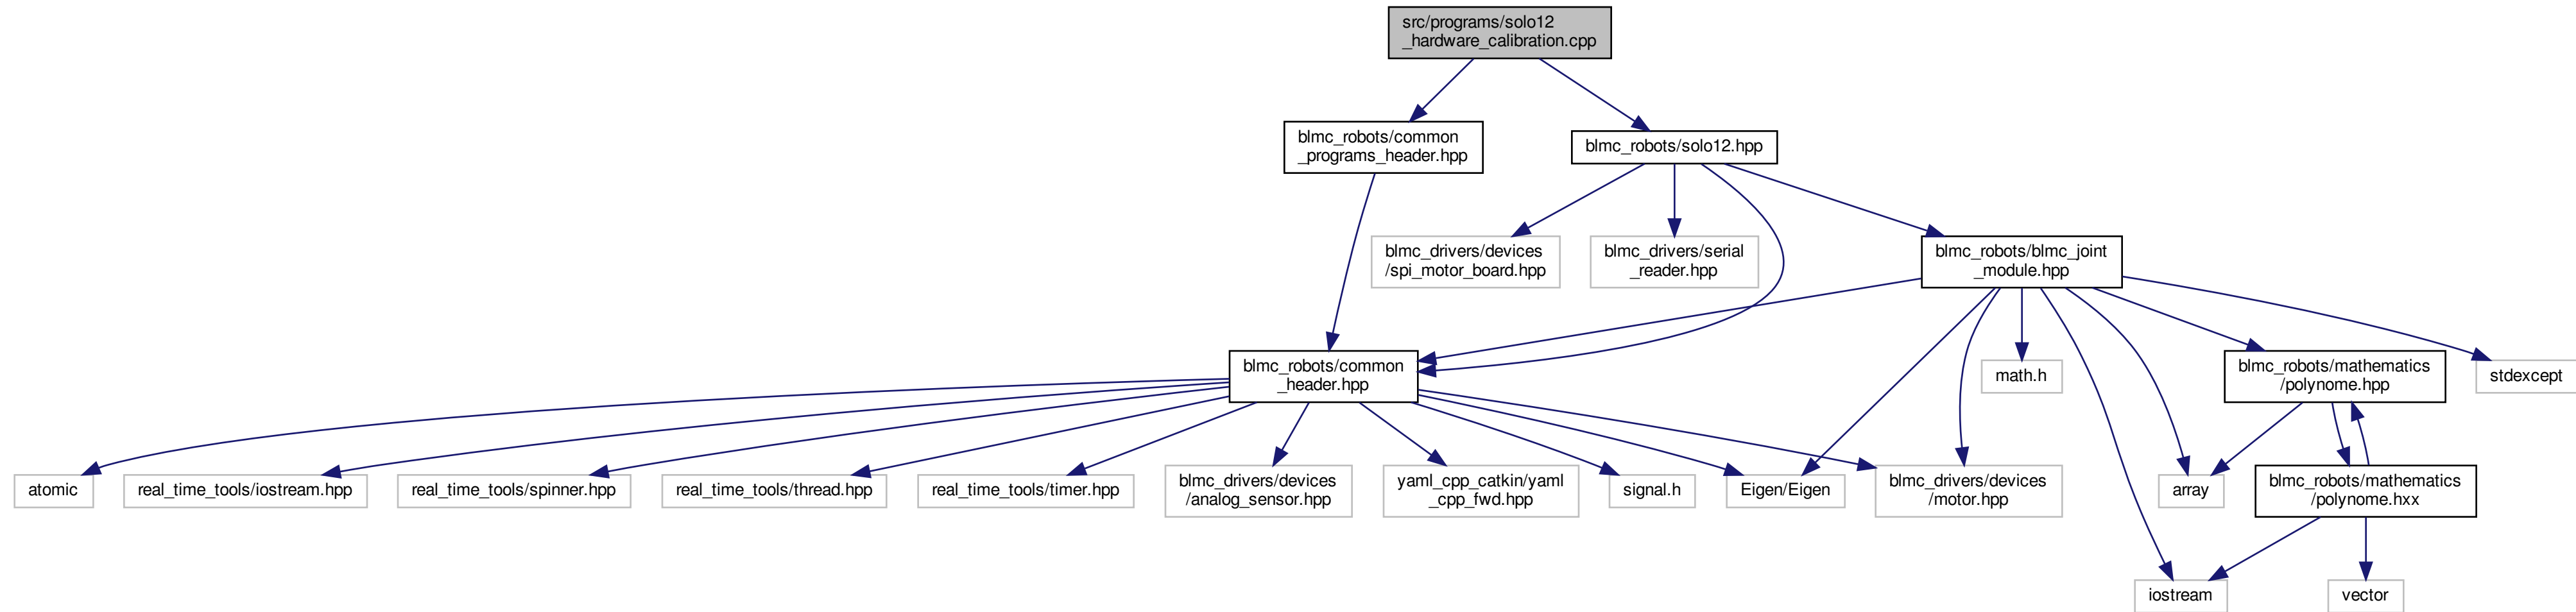 src/programs/solo12
_hardware_calibration.cpp
blmc_robots/common
_programs_header.hpp
blmc_robots/solo12.hpp
blmc_drivers/devices
/spi_motor_board.hpp
blmc_drivers/serial
_reader.hpp
blmc_robots/blmc_joint
_module.hpp
blmc_robots/common
_header.hpp
math.h
blmc_robots/mathematics
/polynome.hpp
stdexcept
atomic
real_time_tools/iostream.hpp
real_time_tools/spinner.hpp
real_time_tools/thread.hpp
real_time_tools/timer.hpp
blmc_drivers/devices
/analog_sensor.hpp
yaml_cpp_catkin/yaml
_cpp_fwd.hpp
signal.h
Eigen/Eigen
blmc_drivers/devices
/motor.hpp
array
blmc_robots/mathematics
/polynome.hxx
iostream
vector